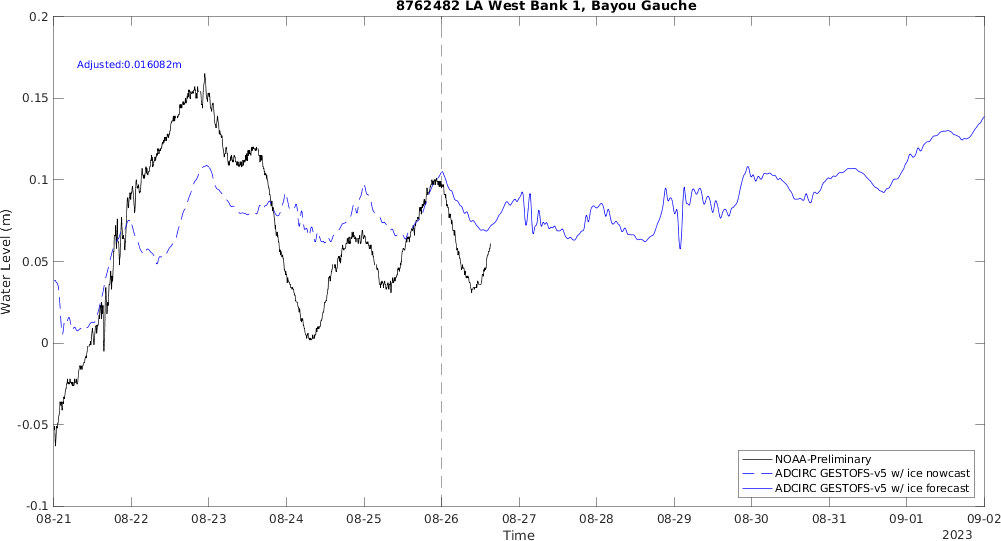 8762482 LA West Bank 1, Bayou Gauche
Adjusted:0.016082m
Water Level (m)
0.2
0.15
0.1
0.05
0
-0.05
-0.1
NOAA-Preliminary
ADCIRC GESTOFS-v5 w/ ice nowcast
ADCIRC GESTOFS-v5 w/ ice forecast
08-21 08-22 08-23 08-24 08-25 08-26 08-27 08-28 08-29 08-30 08-31 09-01 09-02
Time
2023